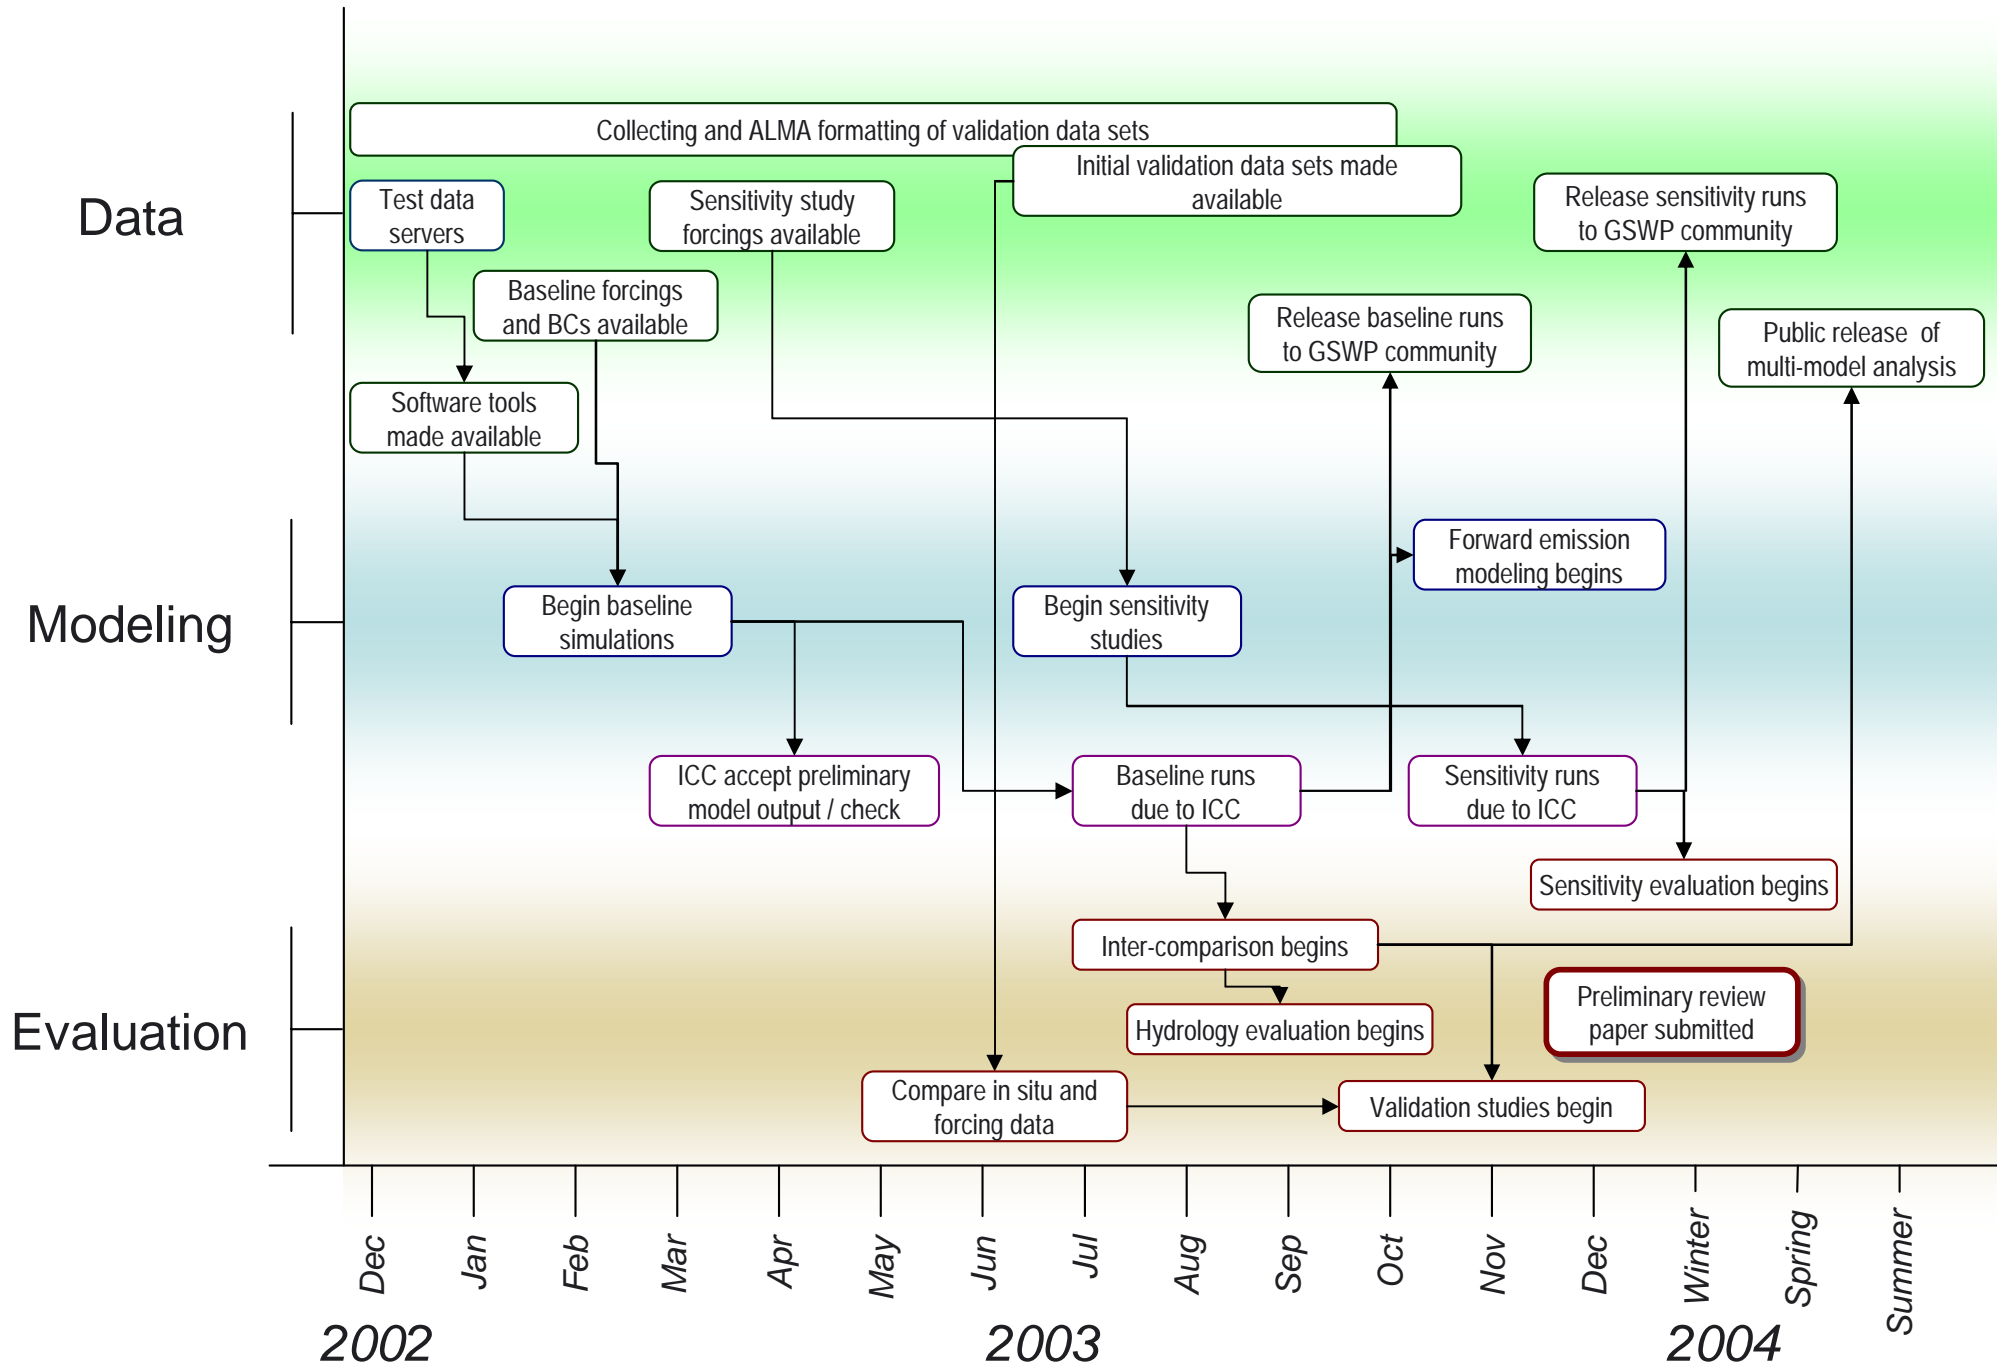 Collecting and ALMA formatting of validation data sets
Initial validation data sets made
available
Data
Test data
servers
Sensitivity study
forcings available
Release sensitivity runs
to GSWP community
Baseline forcings
and BCs available
Release baseline runs
to GSWP community
Public release of
multi-model analysis
Software tools
made available
Modeling
Forward emission
modeling begins
Begin baseline
simulations
Begin sensitivity
studies
ICC accept preliminary
model output / check
Baseline runs
due to ICC
Sensitivity runs
due to ICC
Sensitivity evaluation begins
Inter-comparison begins
Evaluation
Preliminary review
paper submitted
Hydrology evaluation begins
Compare in situ and
forcing data
Validation studies begin
Dec
Jan
Feb
Mar
Apr
May
Jun
Jul
Aug
Sep
Oct
Nov
Dec
Winter
Spring
Summer
2002
2003
2004